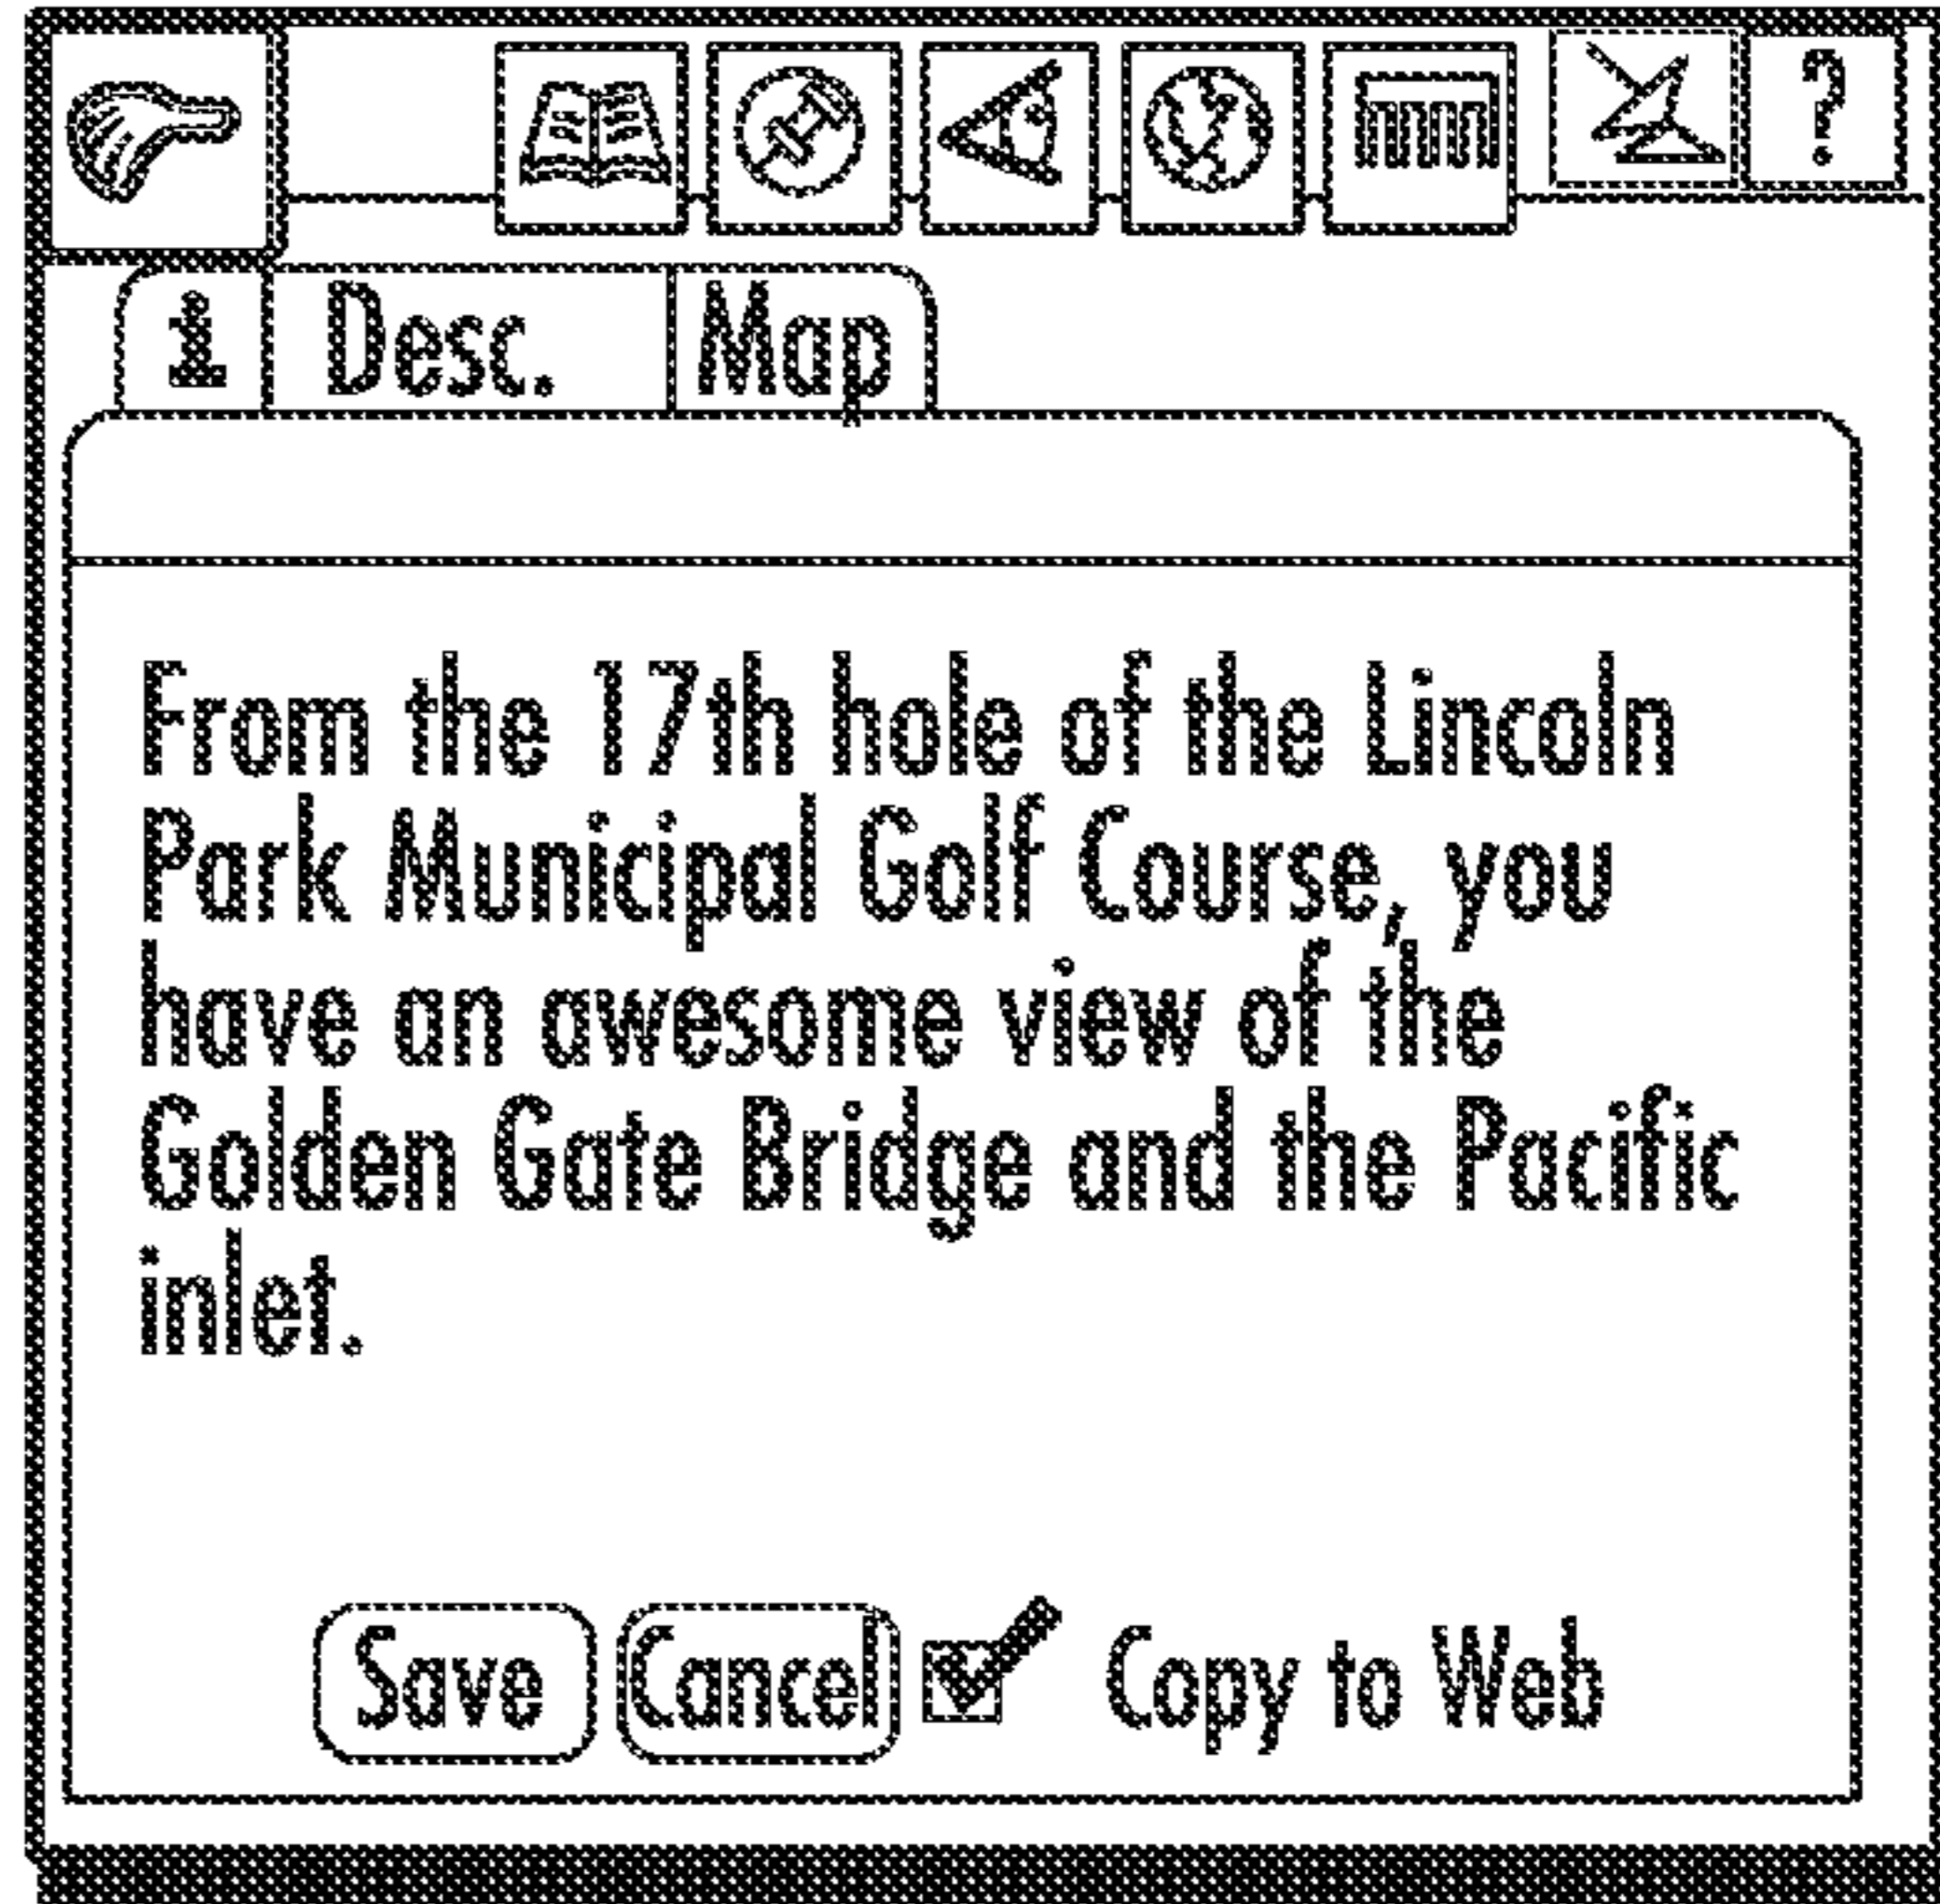 ?
i Desc. Map
From the 17th hole of the Lincoln
Park Municipal Golf Course, you
have an awesome view of the
Golden Gate Bridge and the Pacific
inlet.
Save Cancel Copy to Web